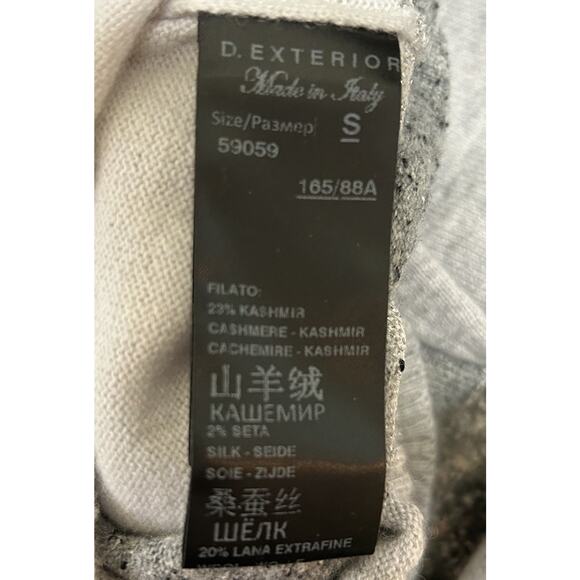 D. EXTERIOR
Made in Italy
Size/Размер S
59059
165/88A
FILATO:
23% KASHMIR
CASHMERE - KASHMIR
CACHEMIRE - KASHMIR
山羊绒
КАШЕМИР
2% SETA
SILK - SEIDE
SOIE - ZIJDE
桑蚕丝
ШЁЛК
20% LANA EXTRAFINE